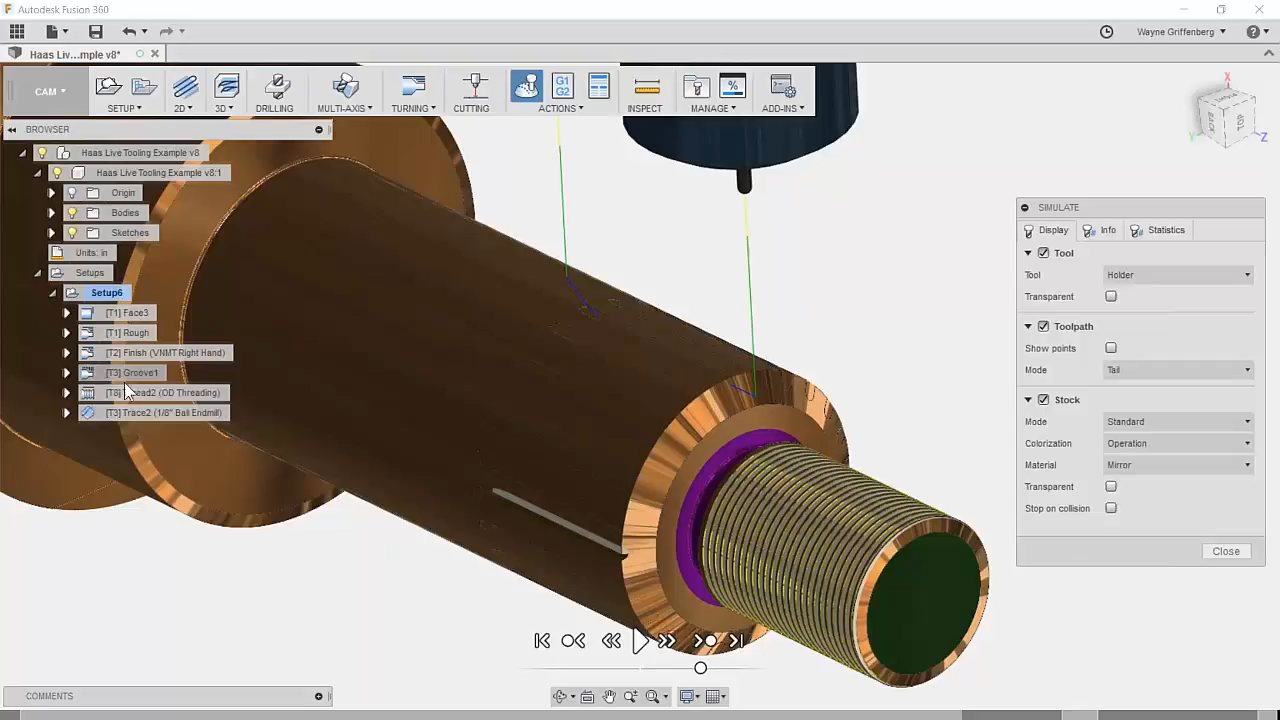 Autodesk Fusion 360
Wayne Griffenberg
Haas Liv...mple v8*
CAM
SETUP
2D
3D
DRILLING
MULTI-AXIS
TURNING
CUTTING
G1
G2
ACTIONS
INSPECT
%
MANAGE
ADD-INS
BROWSER
Haas Live Tooling Example v8
Haas Live Tooling Example v8:1
Origin
Bodies
Sketches
Units: in
Setups
Setup6
[T1] Face3
[T1] Rough
[T2] Finish (VNMT Right Hand)
[T3] Groove1
(OD Threading)
[T3] Trace2 (1/8" Ball Endmill)
X
Y
Z
BACK
TOP
SIMULATE
Display
Info
Statistics
Tool
Tool
Holder
Transparent
Toolpath
Show points
Mode
Tail
Stock
Mode
Standard
Colorization
Operation
Material
Mirror
Transparent
Stop on collision
Close
COMMENTS